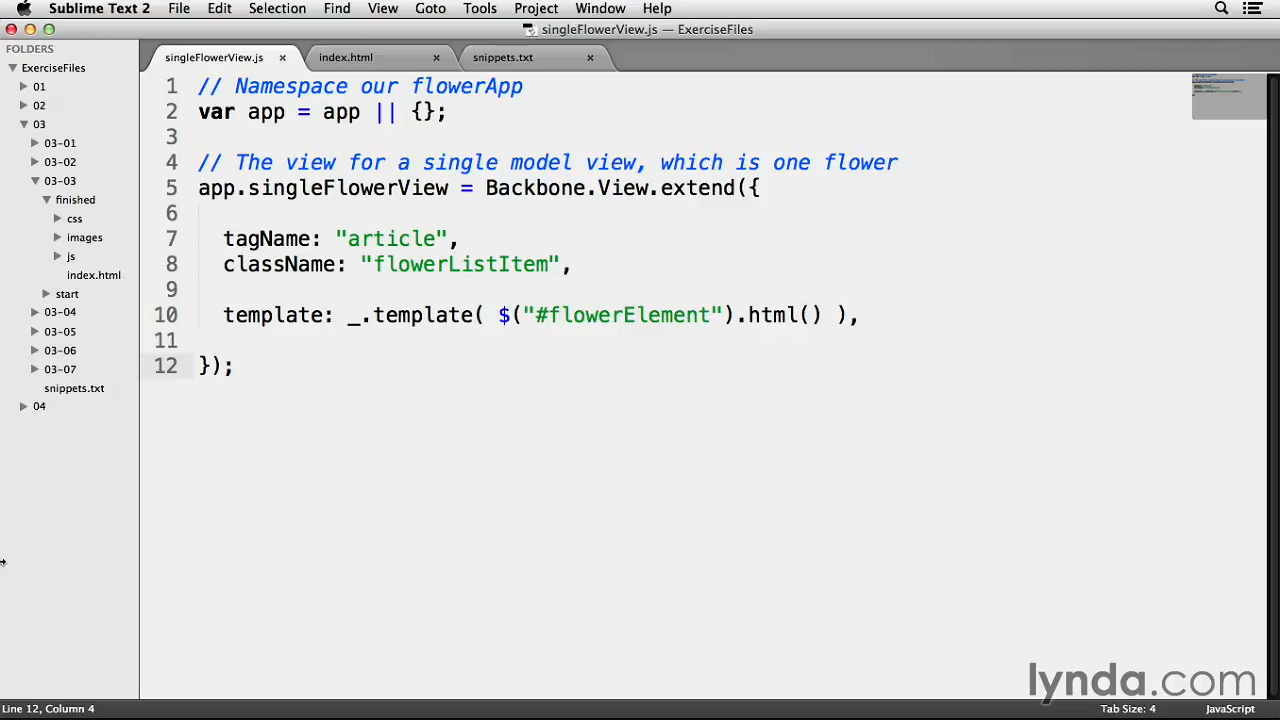 Sublime Text 2 File Edit Selection Find View Goto Tools Project Window Help
singleFlowerView.js — ExerciseFiles
FOLDERS
ExerciseFiles
01
02
03
03-01
03-02
03-03
finished
css
images
js
index.html
start
03-04
03-05
03-06
03-07
snippets.txt
04
singleFlowerView.js × index.html × snippets.txt ×
1 // Namespace our flowerApp
2 var app = app || {};
3
4 // The view for a single model view, which is one flower
5 app.singleFlowerView = Backbone.View.extend({
6
7 tagName: "article",
8 className: "flowerListItem",
9
10 template: _.template( $("#flowerElement").html() ),
11
12 });
lynda.com
Line 12, Column 4 Tab Size: 4 JavaScript